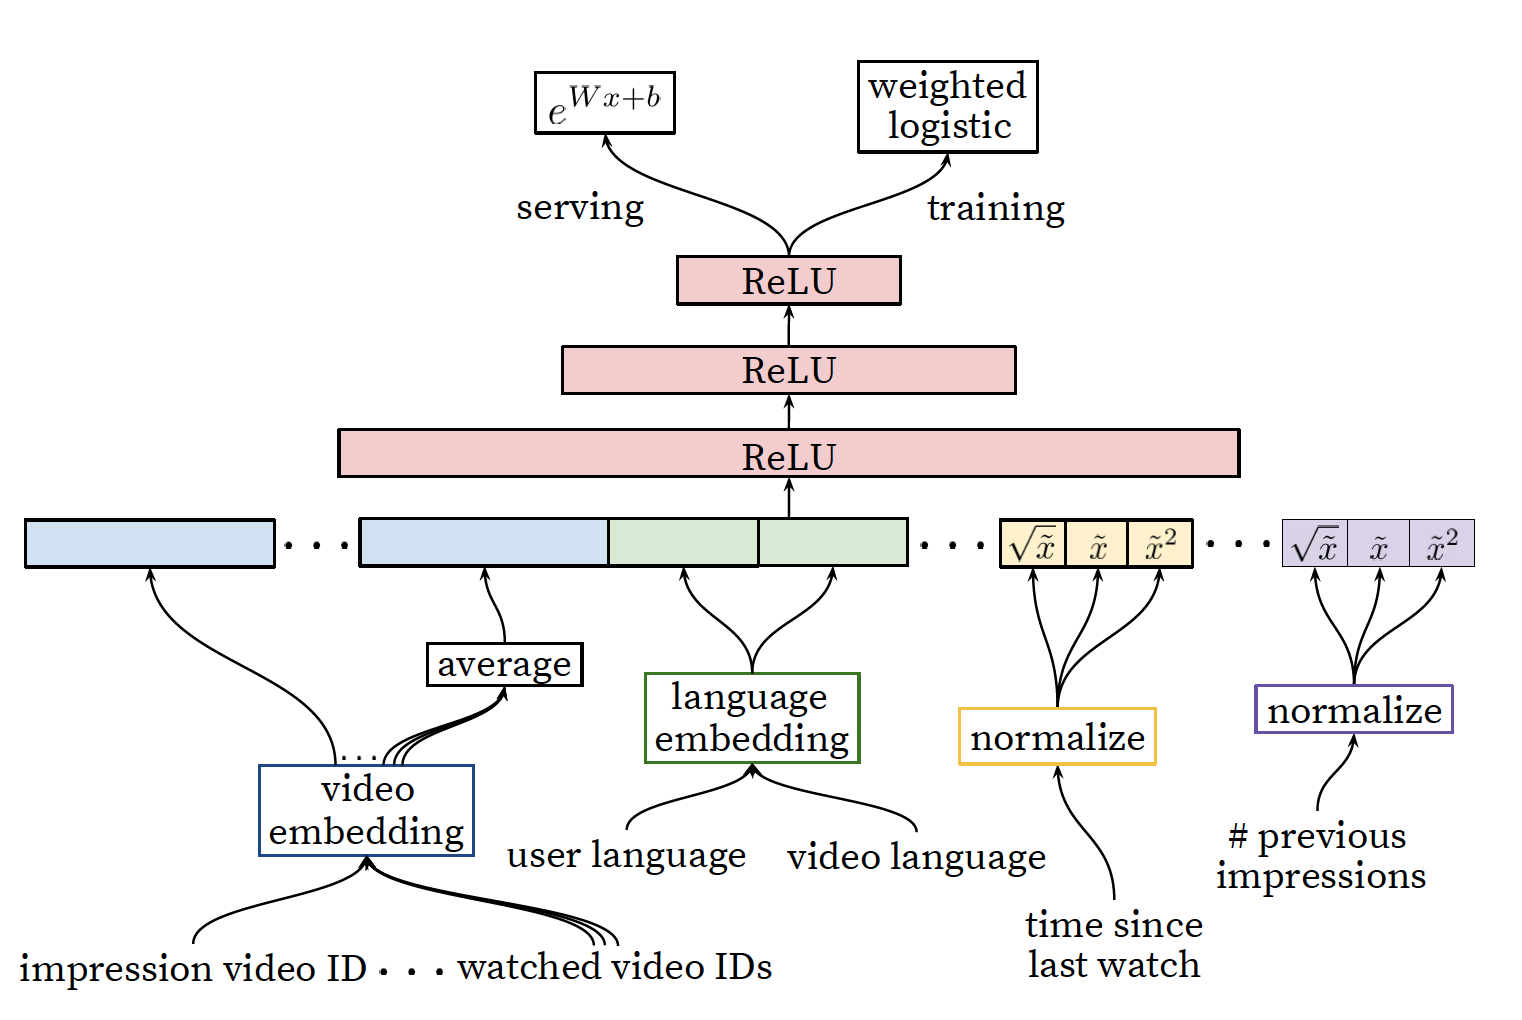 $e^{Wx+b}$
weighted
logistic
serving
training
ReLU
ReLU
ReLU
. . .
. . .
$\sqrt{\tilde{x}}$ $\tilde{x}$ $\tilde{x}^2$
. . .
$\sqrt{\tilde{x}}$ $\tilde{x}$ $\tilde{x}^2$
average
language
embedding
normalize
normalize
. . .
video
embedding
user language
video language
# previous
impressions
impression video ID . . . watched video IDs
time since
last watch